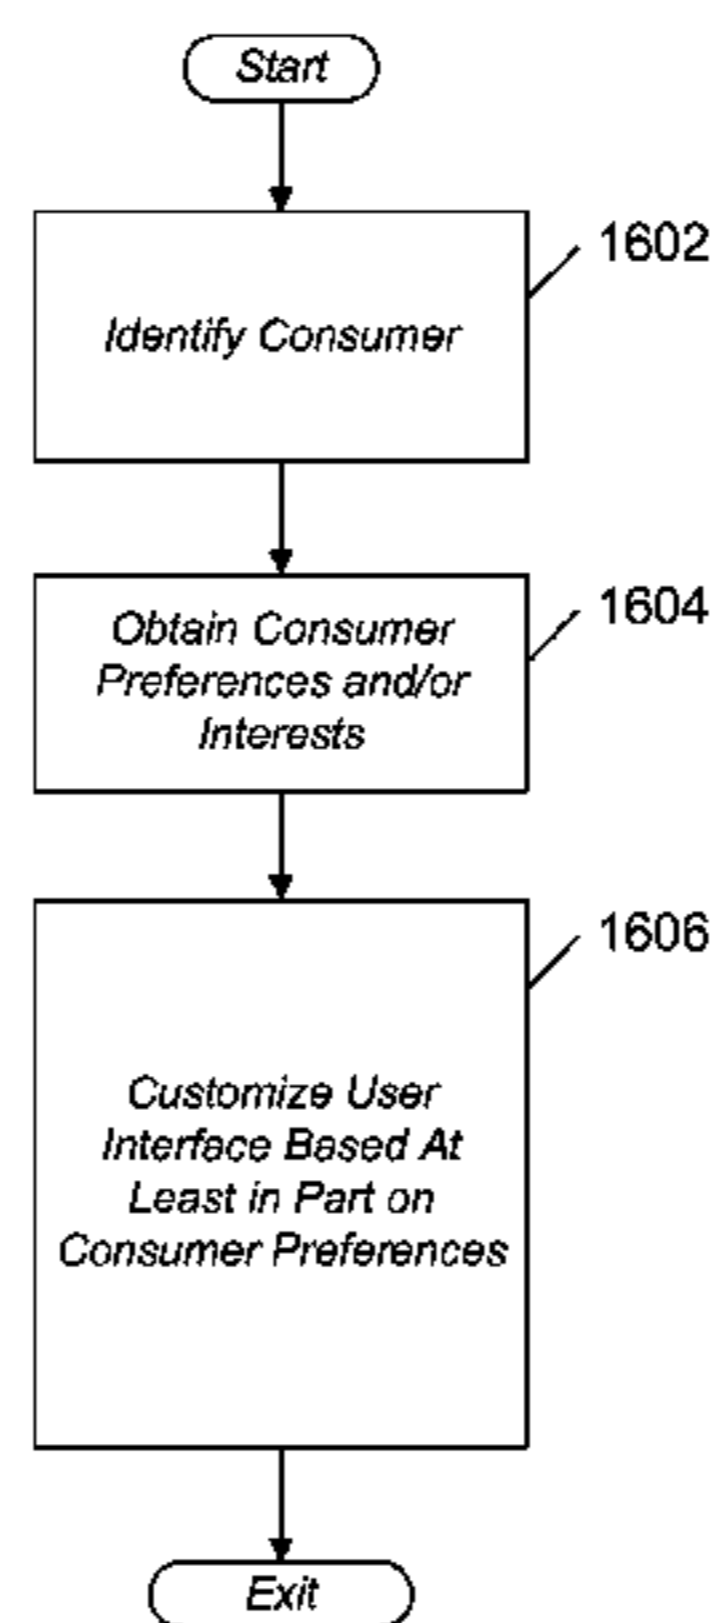 Start
1602
Identify Consumer
1604
Obtain Consumer
Preferences and/or
Interests
1606
Customize User
Interface Based At
Least in Part on
Consumer Preferences
Exit